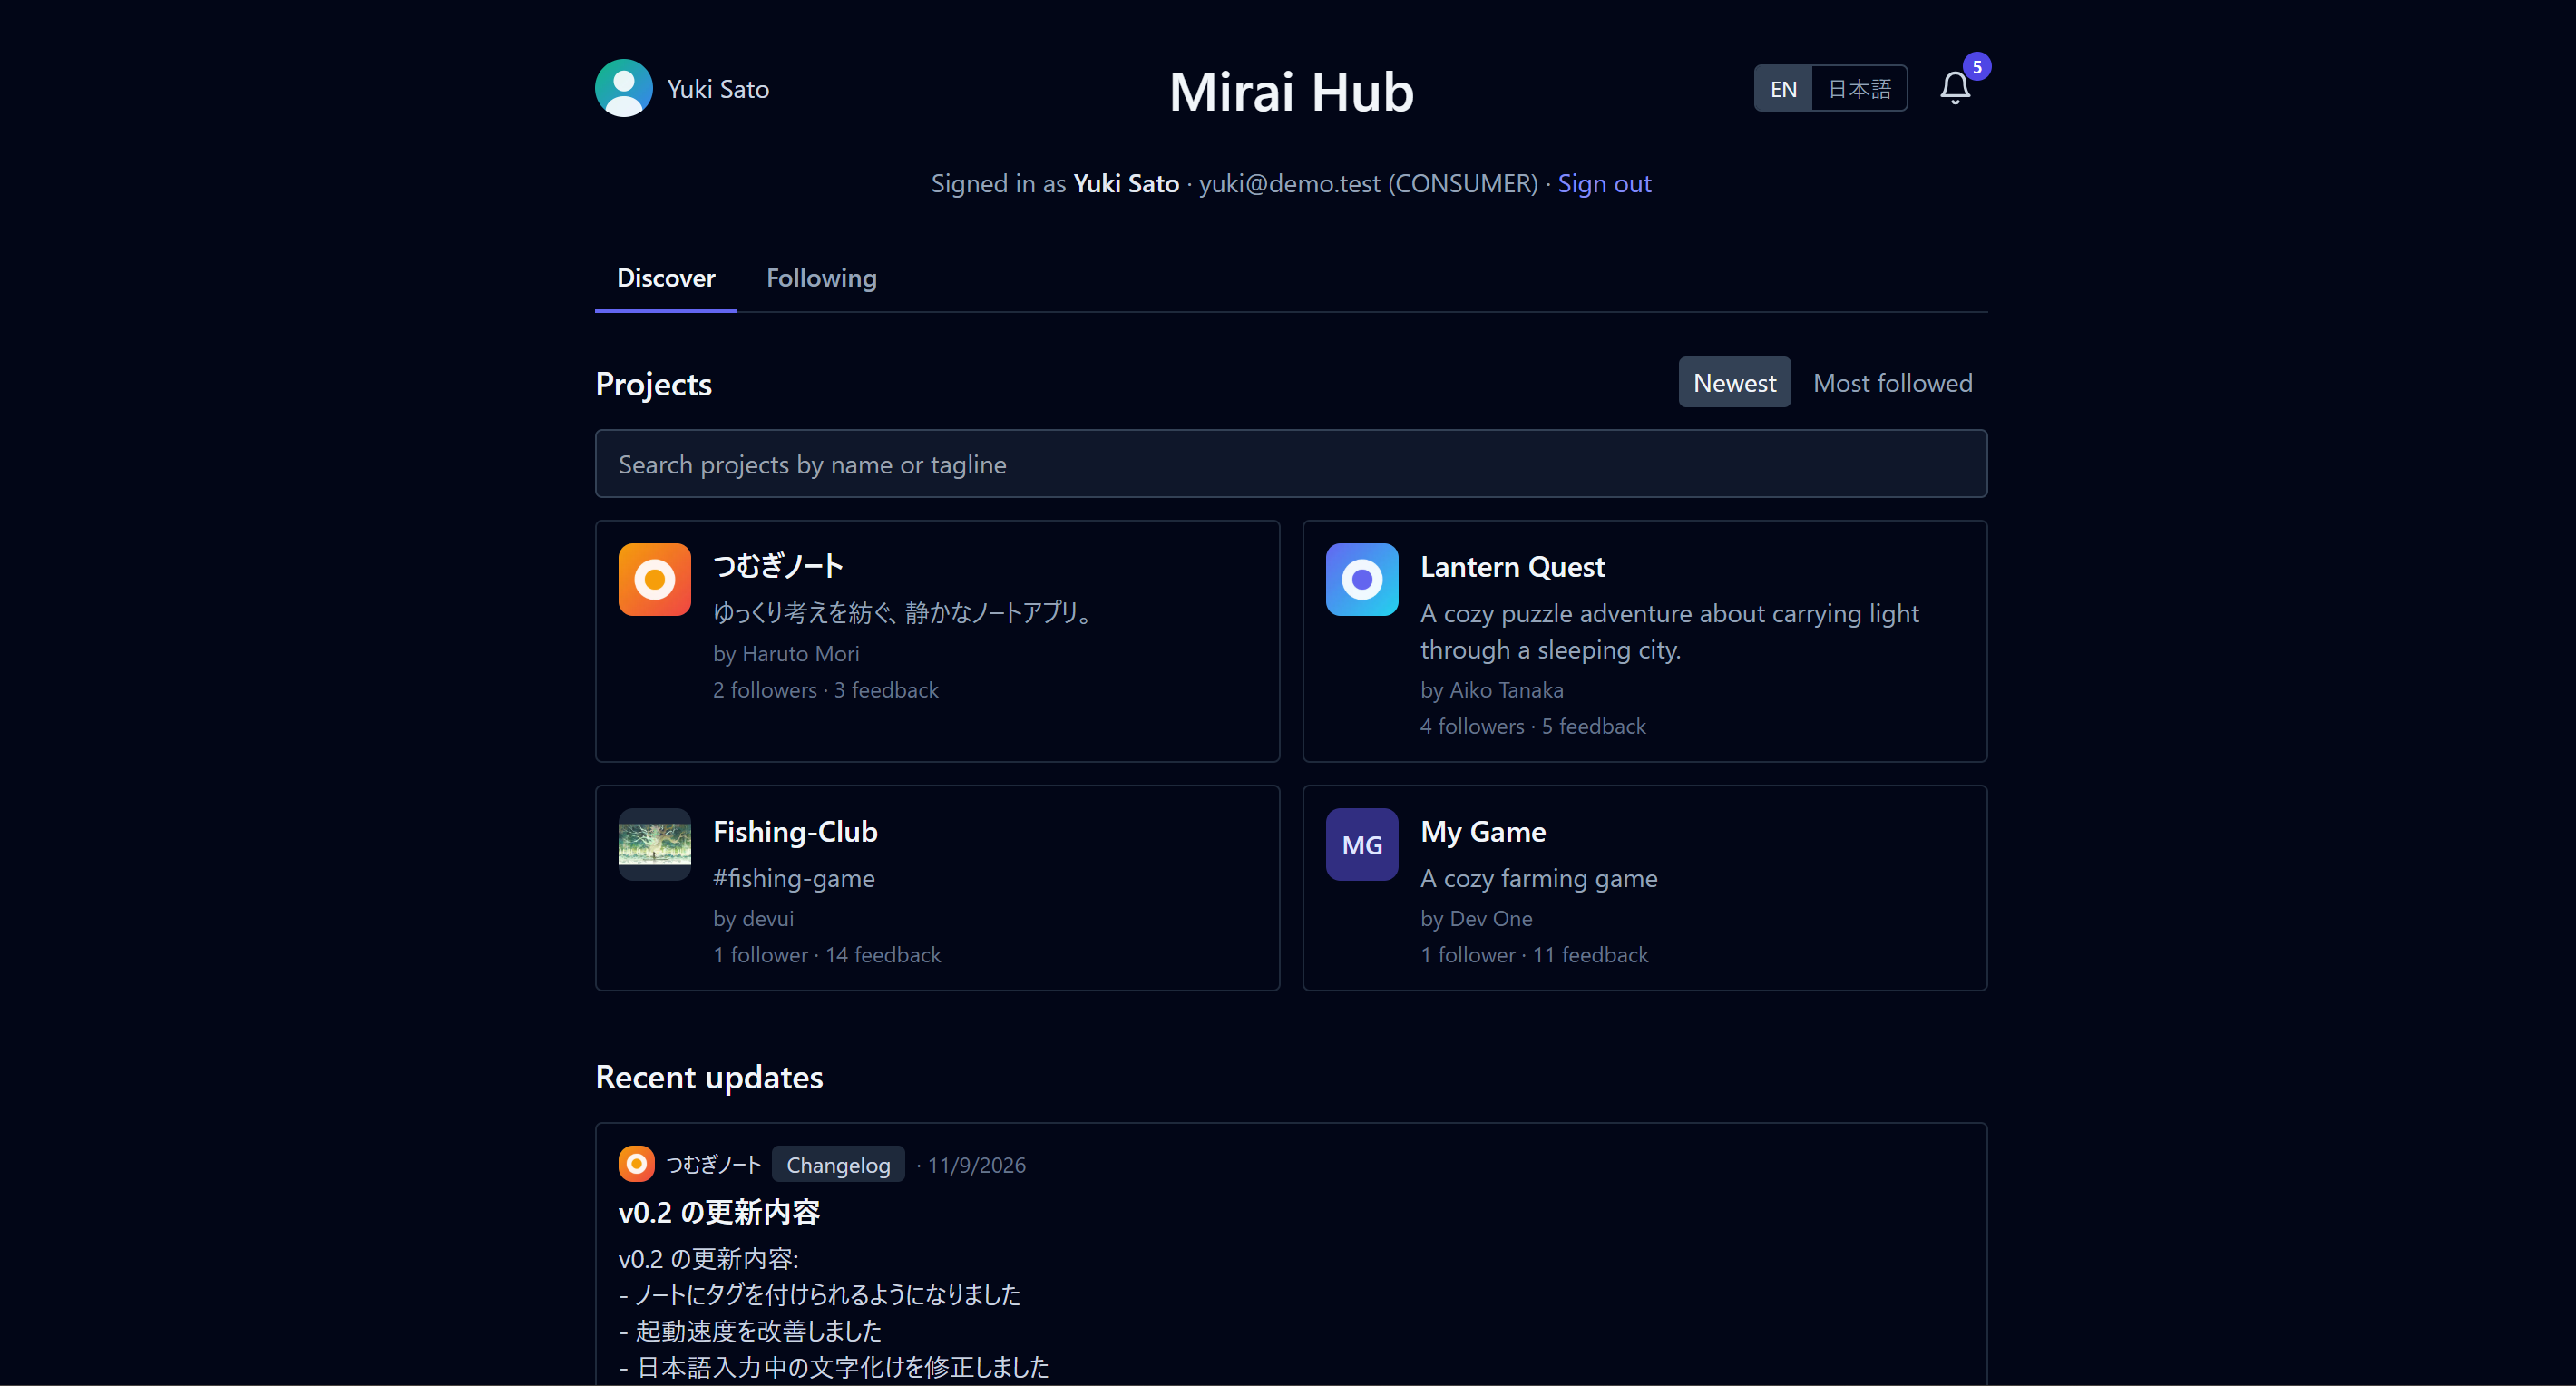 Yuki Sato
Mirai Hub
EN 日本語
5
Signed in as Yuki Sato · yuki@demo.test (CONSUMER) · Sign out
Discover Following
Projects
Newest Most followed
Search projects by name or tagline
つむぎノート
ゆっくり考えを紡ぐ、静かなノートアプリ。
by Haruto Mori
2 followers · 3 feedback
Lantern Quest
A cozy puzzle adventure about carrying light
through a sleeping city.
by Aiko Tanaka
4 followers · 5 feedback
Fishing-Club
#fishing-game
by devui
1 follower · 14 feedback
MG
My Game
A cozy farming game
by Dev One
1 follower · 11 feedback
Recent updates
つむぎノート Changelog · 11/9/2026
v0.2 の更新内容
v0.2 の更新内容:
- ノートにタグを付けられるようになりました
- 起動速度を改善しました
- 日本語入力中の文字化けを修正しました